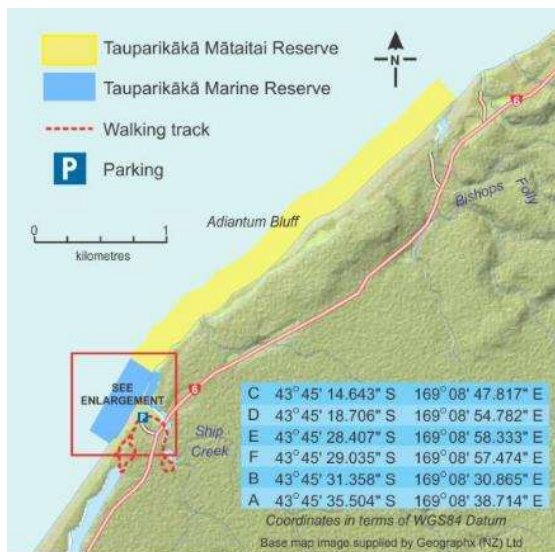 Tauparikākā Mātaitai Reserve
Tauparikākā Marine Reserve
Walking track
P Parking
N
6
Bishops Folly
Adiantum Bluff
0 1
kilometres
SEE
ENLARGEMENT
P
6
Ship
Creek
C 43°45' 14.643" S 169°08' 47.817" E
D 43°45' 18.706" S 169°08' 54.782" E
E 43°45' 28.407" S 169°08' 58.333" E
F 43°45' 29.035" S 169°08' 57.474" E
B 43°45' 31.358" S 169°08' 30.865" E
A 43°45' 35.504" S 169°08' 38.714" E
Coordinates in terms of WGS84 Datum
Base map image supplied by Geographx (NZ) Ltd